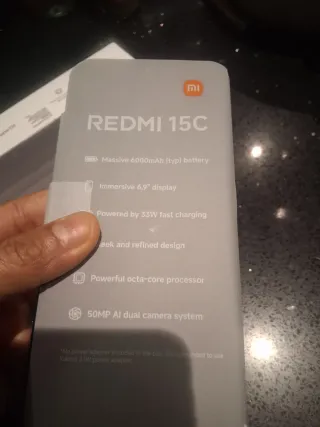 mi
REDMI 15C
Massive 6000mAh (typ) battery
Immersive 6.9" display
Powered by 33W fast charging
ek and refined design
Powerful octa-core processor
50MP AI dual camera system